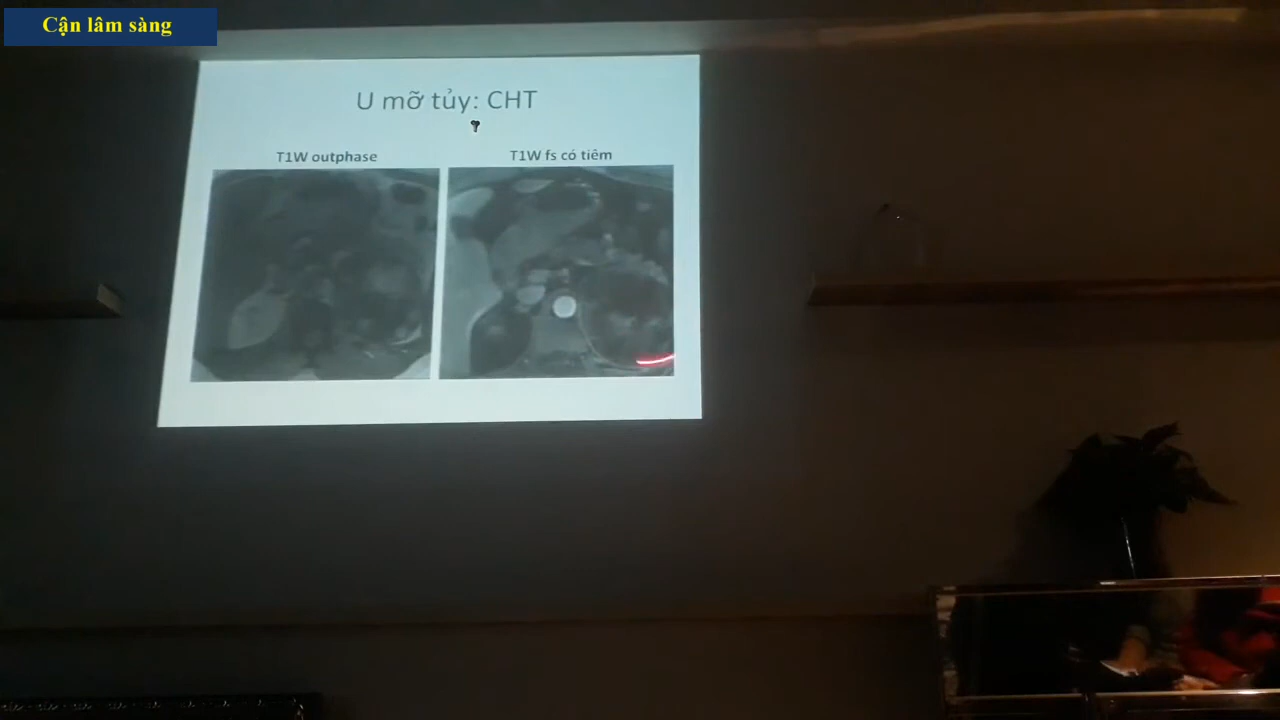 Cận lâm sàng
U mỡ tủy: CHT
T1W outphase
T1W fs có tiêm